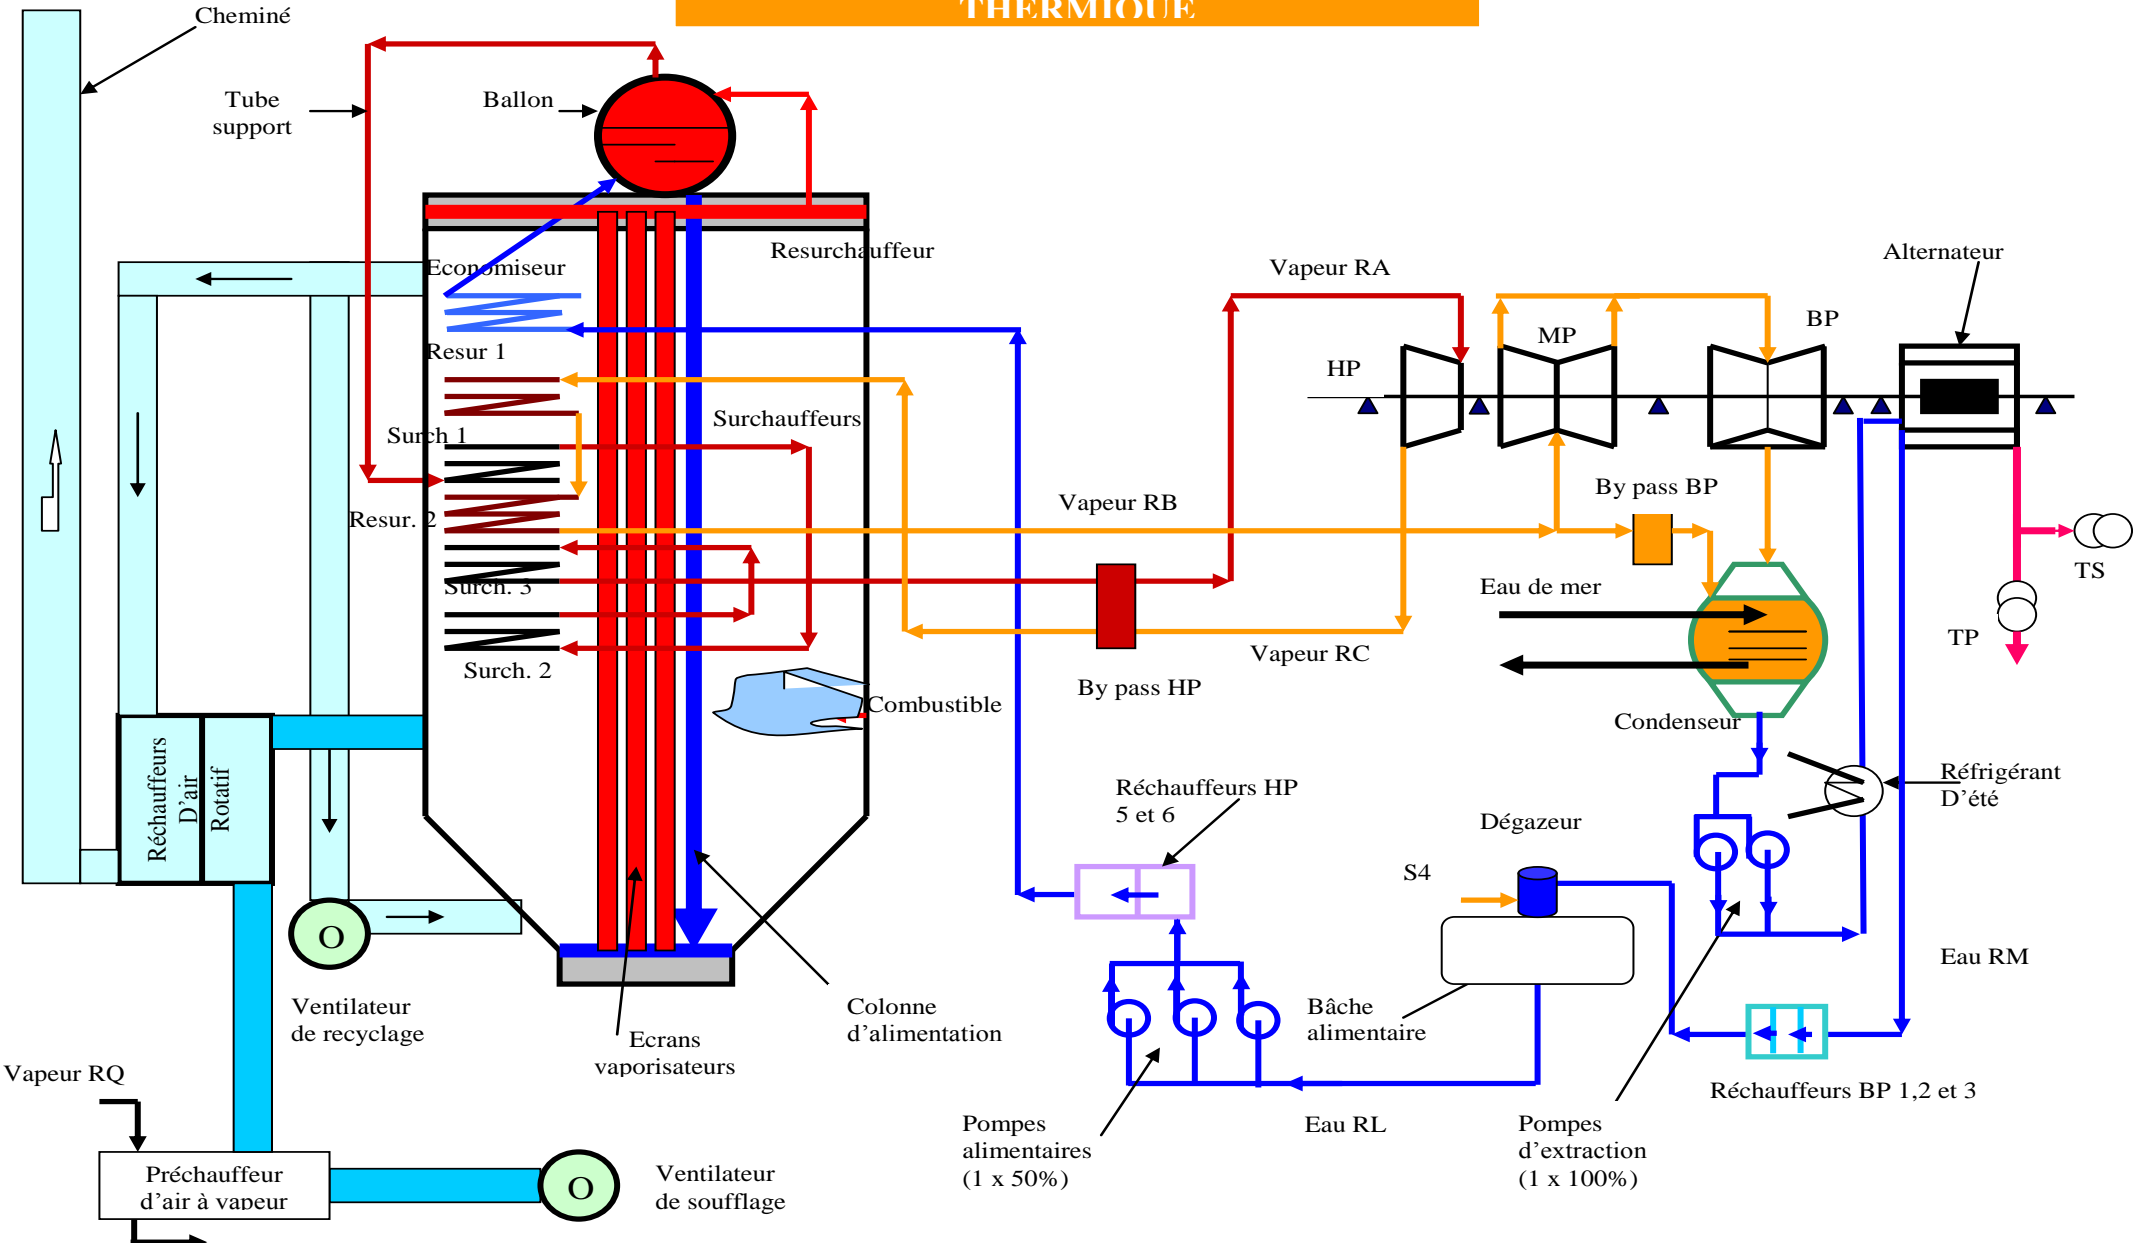 THERMIQUE
Cheminé
Tube
support
Ballon
Resurchauffeur
Economiseur
Resur 1
Surch 1
Surchauffeurs
Resur. 2
Surch. 3
Surch. 2
Combustible
Vapeur RA
Alternateur
HP
MP
BP
Vapeur RB
By pass BP
Eau de mer
TS
TP
Vapeur RC
By pass HP
Condenseur
Réchauffeurs
D'air
Rotatif
Réchauffeurs HP
5 et 6
Dégazeur
S4
Réfrigérant
D'été
Eau RM
O
Ventilateur
de recyclage
Ecrans
vaporisateurs
Colonne
d'alimentation
Bâche
alimentaire
Réchauffeurs BP 1,2 et 3
Vapeur RQ
Pompes
alimentaires
(1 x 50%)
Eau RL
Pompes
d'extraction
(1 x 100%)
Préchauffeur
d'air à vapeur
O
Ventilateur
de soufflage